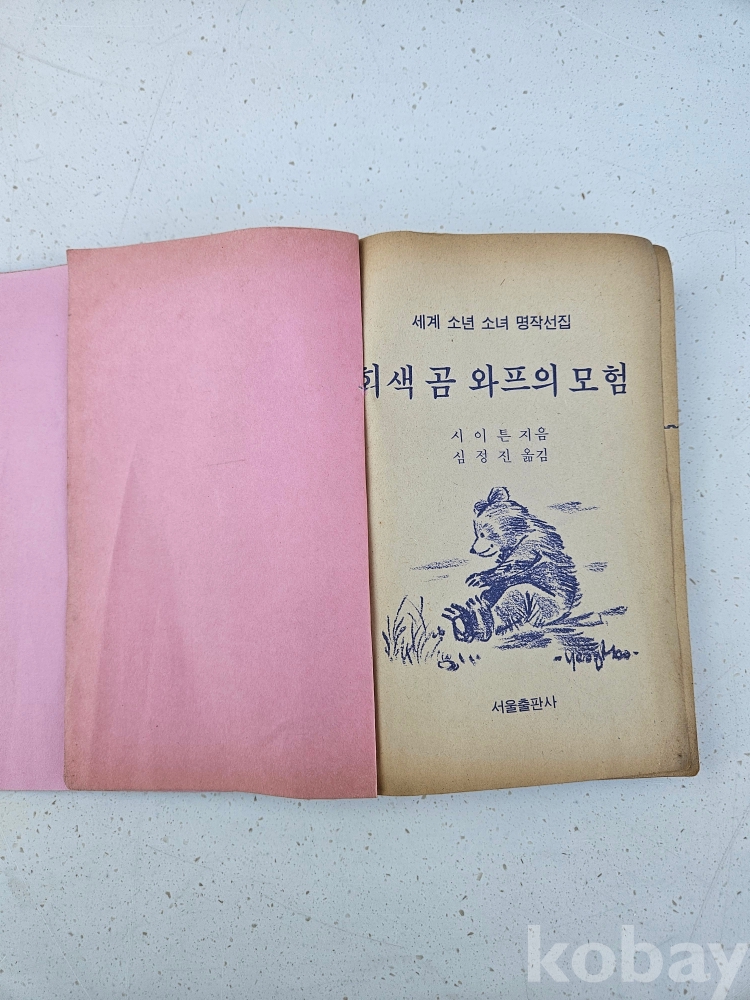 세계 소년 소녀 명작선집
회색 곰 와프의 모험
시 이 튼 지음
심 정 진 옮김
서울출판사
kobay